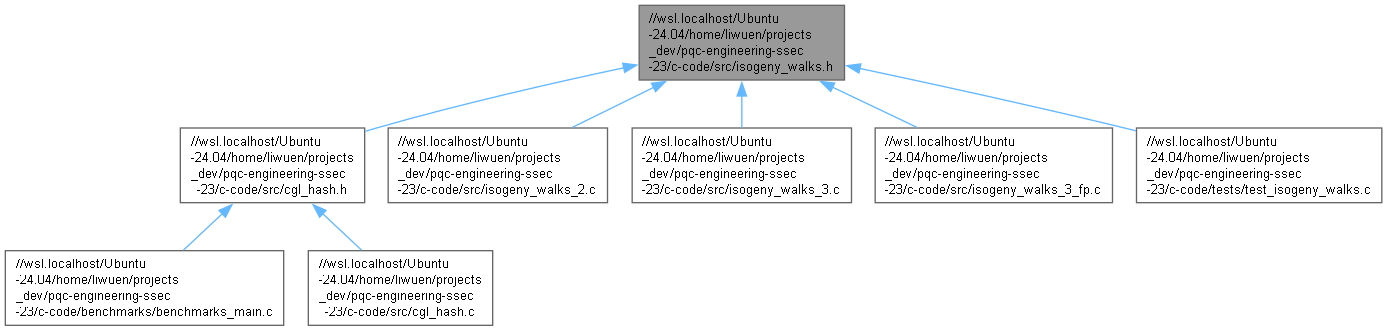 //wsl.localhost/Ubuntu
-24.04/home/liwuen/projects
_dev/pqc-engineering-ssec
-23/c-code/src/isogeny_walks.h
//wsl.localhost/Ubuntu
-24.04/home/liwuen/projects
_dev/pqc-engineering-ssec
-23/c-code/src/cgl_hash.h
//wsl.localhost/Ubuntu
-24.04/home/liwuen/projects
_dev/pqc-engineering-ssec
-23/c-code/src/isogeny_walks_2.c
//wsl.localhost/Ubuntu
-24.04/home/liwuen/projects
_dev/pqc-engineering-ssec
-23/c-code/src/isogeny_walks_3.c
//wsl.localhost/Ubuntu
-24.04/home/liwuen/projects
_dev/pqc-engineering-ssec
-23/c-code/src/isogeny_walks_3_fp.c
//wsl.localhost/Ubuntu
-24.04/home/liwuen/projects
_dev/pqc-engineering-ssec
-23/c-code/tests/test_isogeny_walks.c
//wsl.localhost/Ubuntu
-24.04/home/liwuen/projects
_dev/pqc-engineering-ssec
-23/c-code/benchmarks/benchmarks_main.c
//wsl.localhost/Ubuntu
-24.04/home/liwuen/projects
_dev/pqc-engineering-ssec
-23/c-code/src/cgl_hash.c